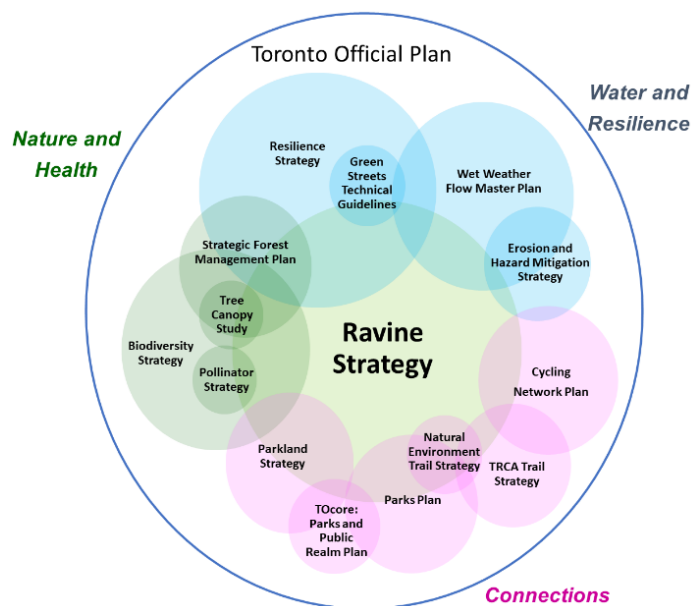 Toronto Official Plan
Water and
Resilience
Nature and
Health
Resilience
Strategy
Green
Streets
Technical
Guidelines
Wet Weather
Flow Master Plan
Strategic Forest
Management Plan
Erosion and
Hazard Mitigation
Strategy
Tree
Canopy
Study
Biodiversity
Strategy
Pollinator
Strategy
Ravine
Strategy
Cycling
Network Plan
Parkland
Strategy
Natural
Environment
Trail Strategy
TRCA Trail
Strategy
Parks Plan
TOcore:
Parks and
Public
Realm Plan
Connections